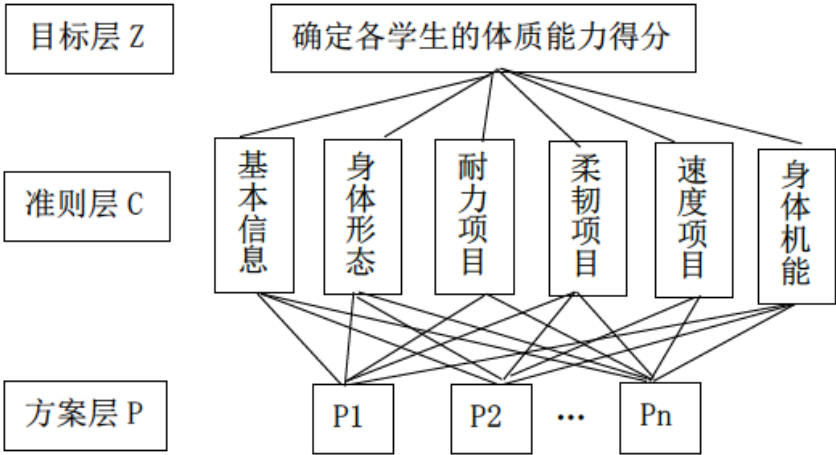 目标层 Z
确定各学生的体质能力得分
准则层 C
基本信息
身体形态
耐力项目
柔韧项目
速度项目
身体机能
方案层 P
P1
P2
…
Pn